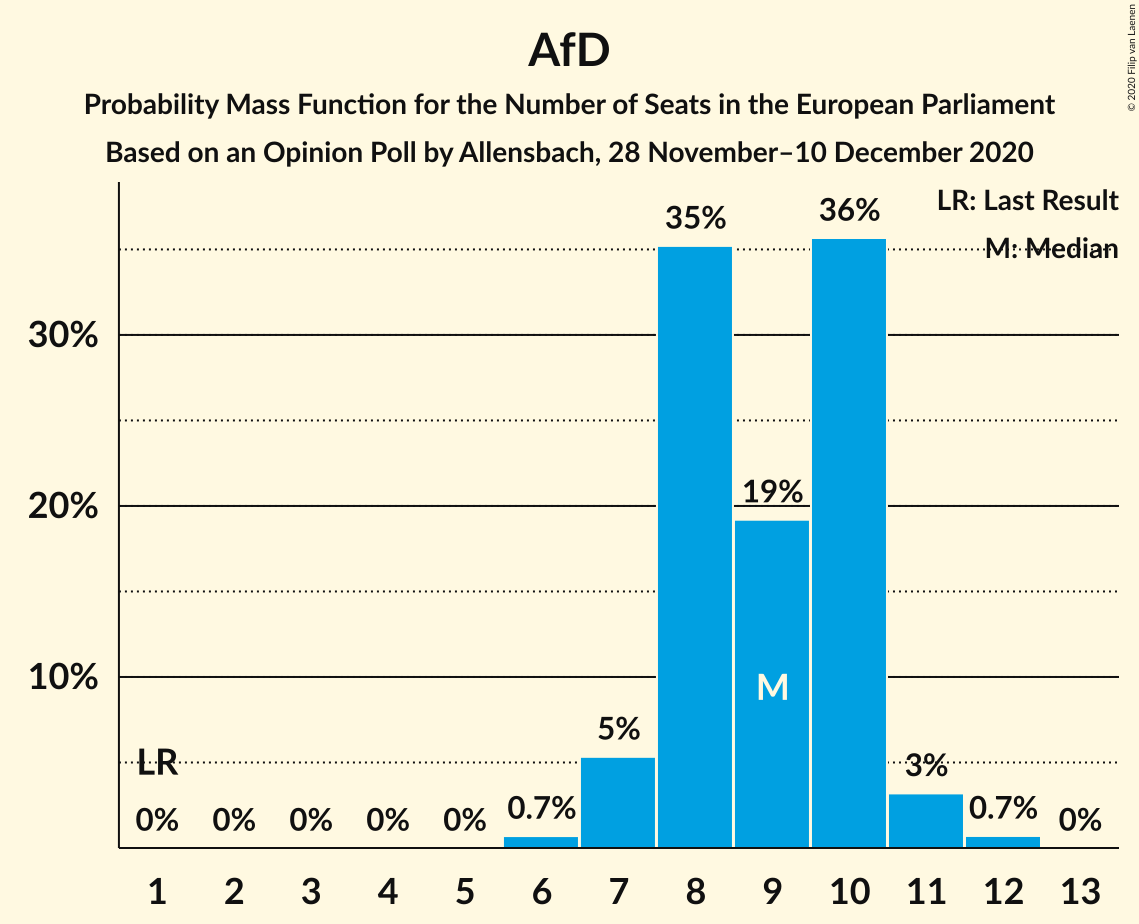 AfD
Probability Mass Function for the Number of Seats in the European Parliament
Based on an Opinion Poll by Allensbach, 28 November–10 December 2020
© 2020 Filip van Laenen
LR: Last Result
M: Median
30%
20%
10%
LR
0%
0%
0%
0%
0%
0.7%
5%
35%
19%
M
36%
3%
0.7%
0%
1 2 3 4 5 6 7 8 9 10 11 12 13